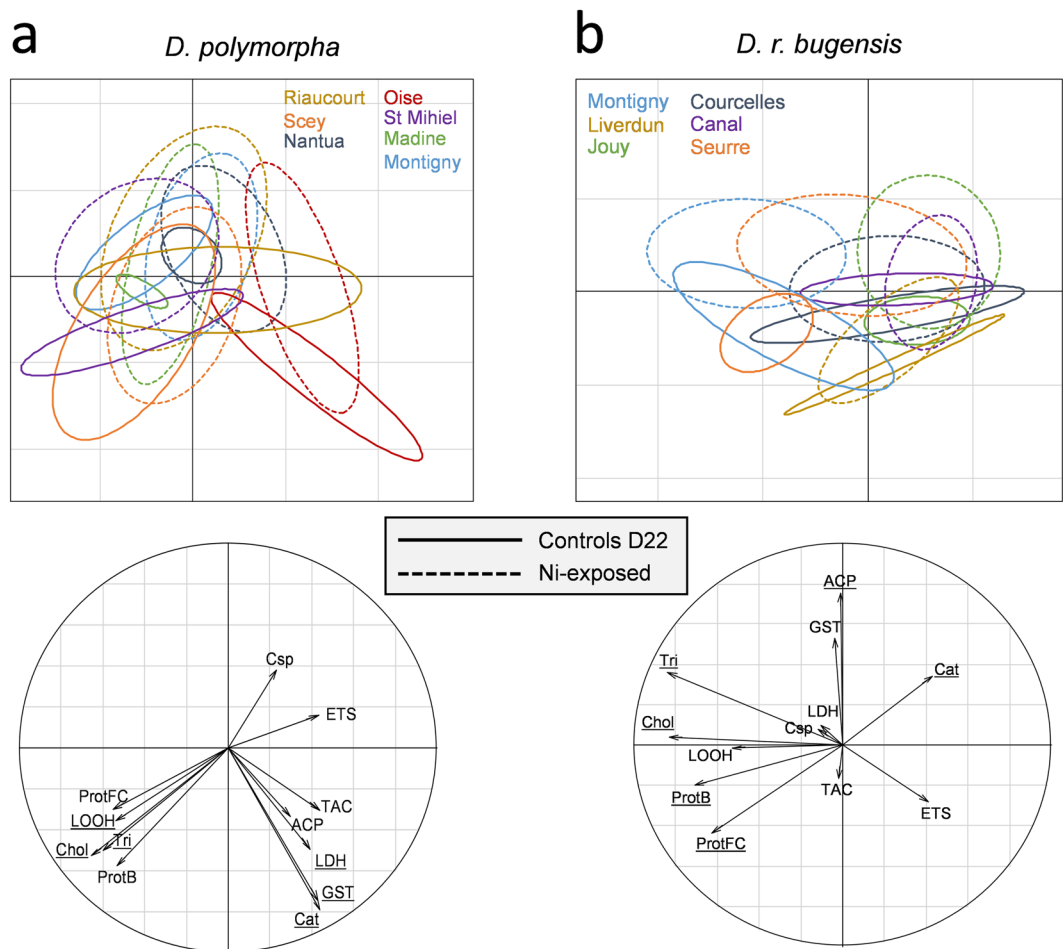 a
D. polymorpha
b
D. r. bugensis
Riaucourt
Oise
Scey
St Mihiel
Nantua
Madine
Montigny
Montigny
Courcelles
Liverdun
Canal
Jouy
Seurre
Controls D22
Ni-exposed
Csp
ETS
ProtFC
LOOH
Chol
Tri
ProtB
TAC
ACP
LDH
GST
Cat
ACP
GST
Tri
Cat
LDH
Chol
Csp
LOOH
ProtB
TAC
ETS
ProtFC